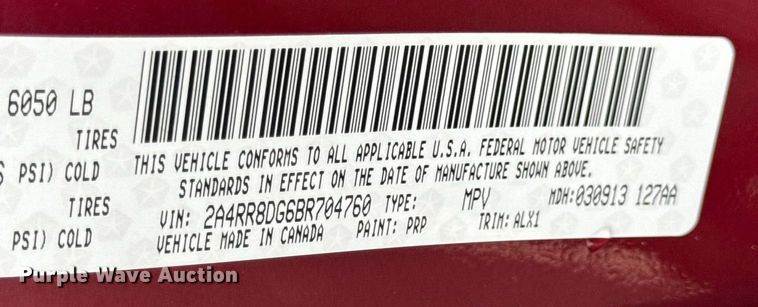 6050 LB
TIRES
PSI) COLD
TIRES
PSI) COLD
THIS VEHICLE CONFORMS TO ALL APPLICABLE U.S.A. FEDERAL MOTOR VEHICLE SAFETY
STANDARDS IN EFFECT ON THE DATE OF MANUFACTURE SHOWN ABOVE.
VIN: 2A4RR8DG6BR704760 TYPE: MPV MDH:030913 127AA
VEHICLE MADE IN CANADA PAINT: PRP TRIM: ALX1
Purple Wave Auction